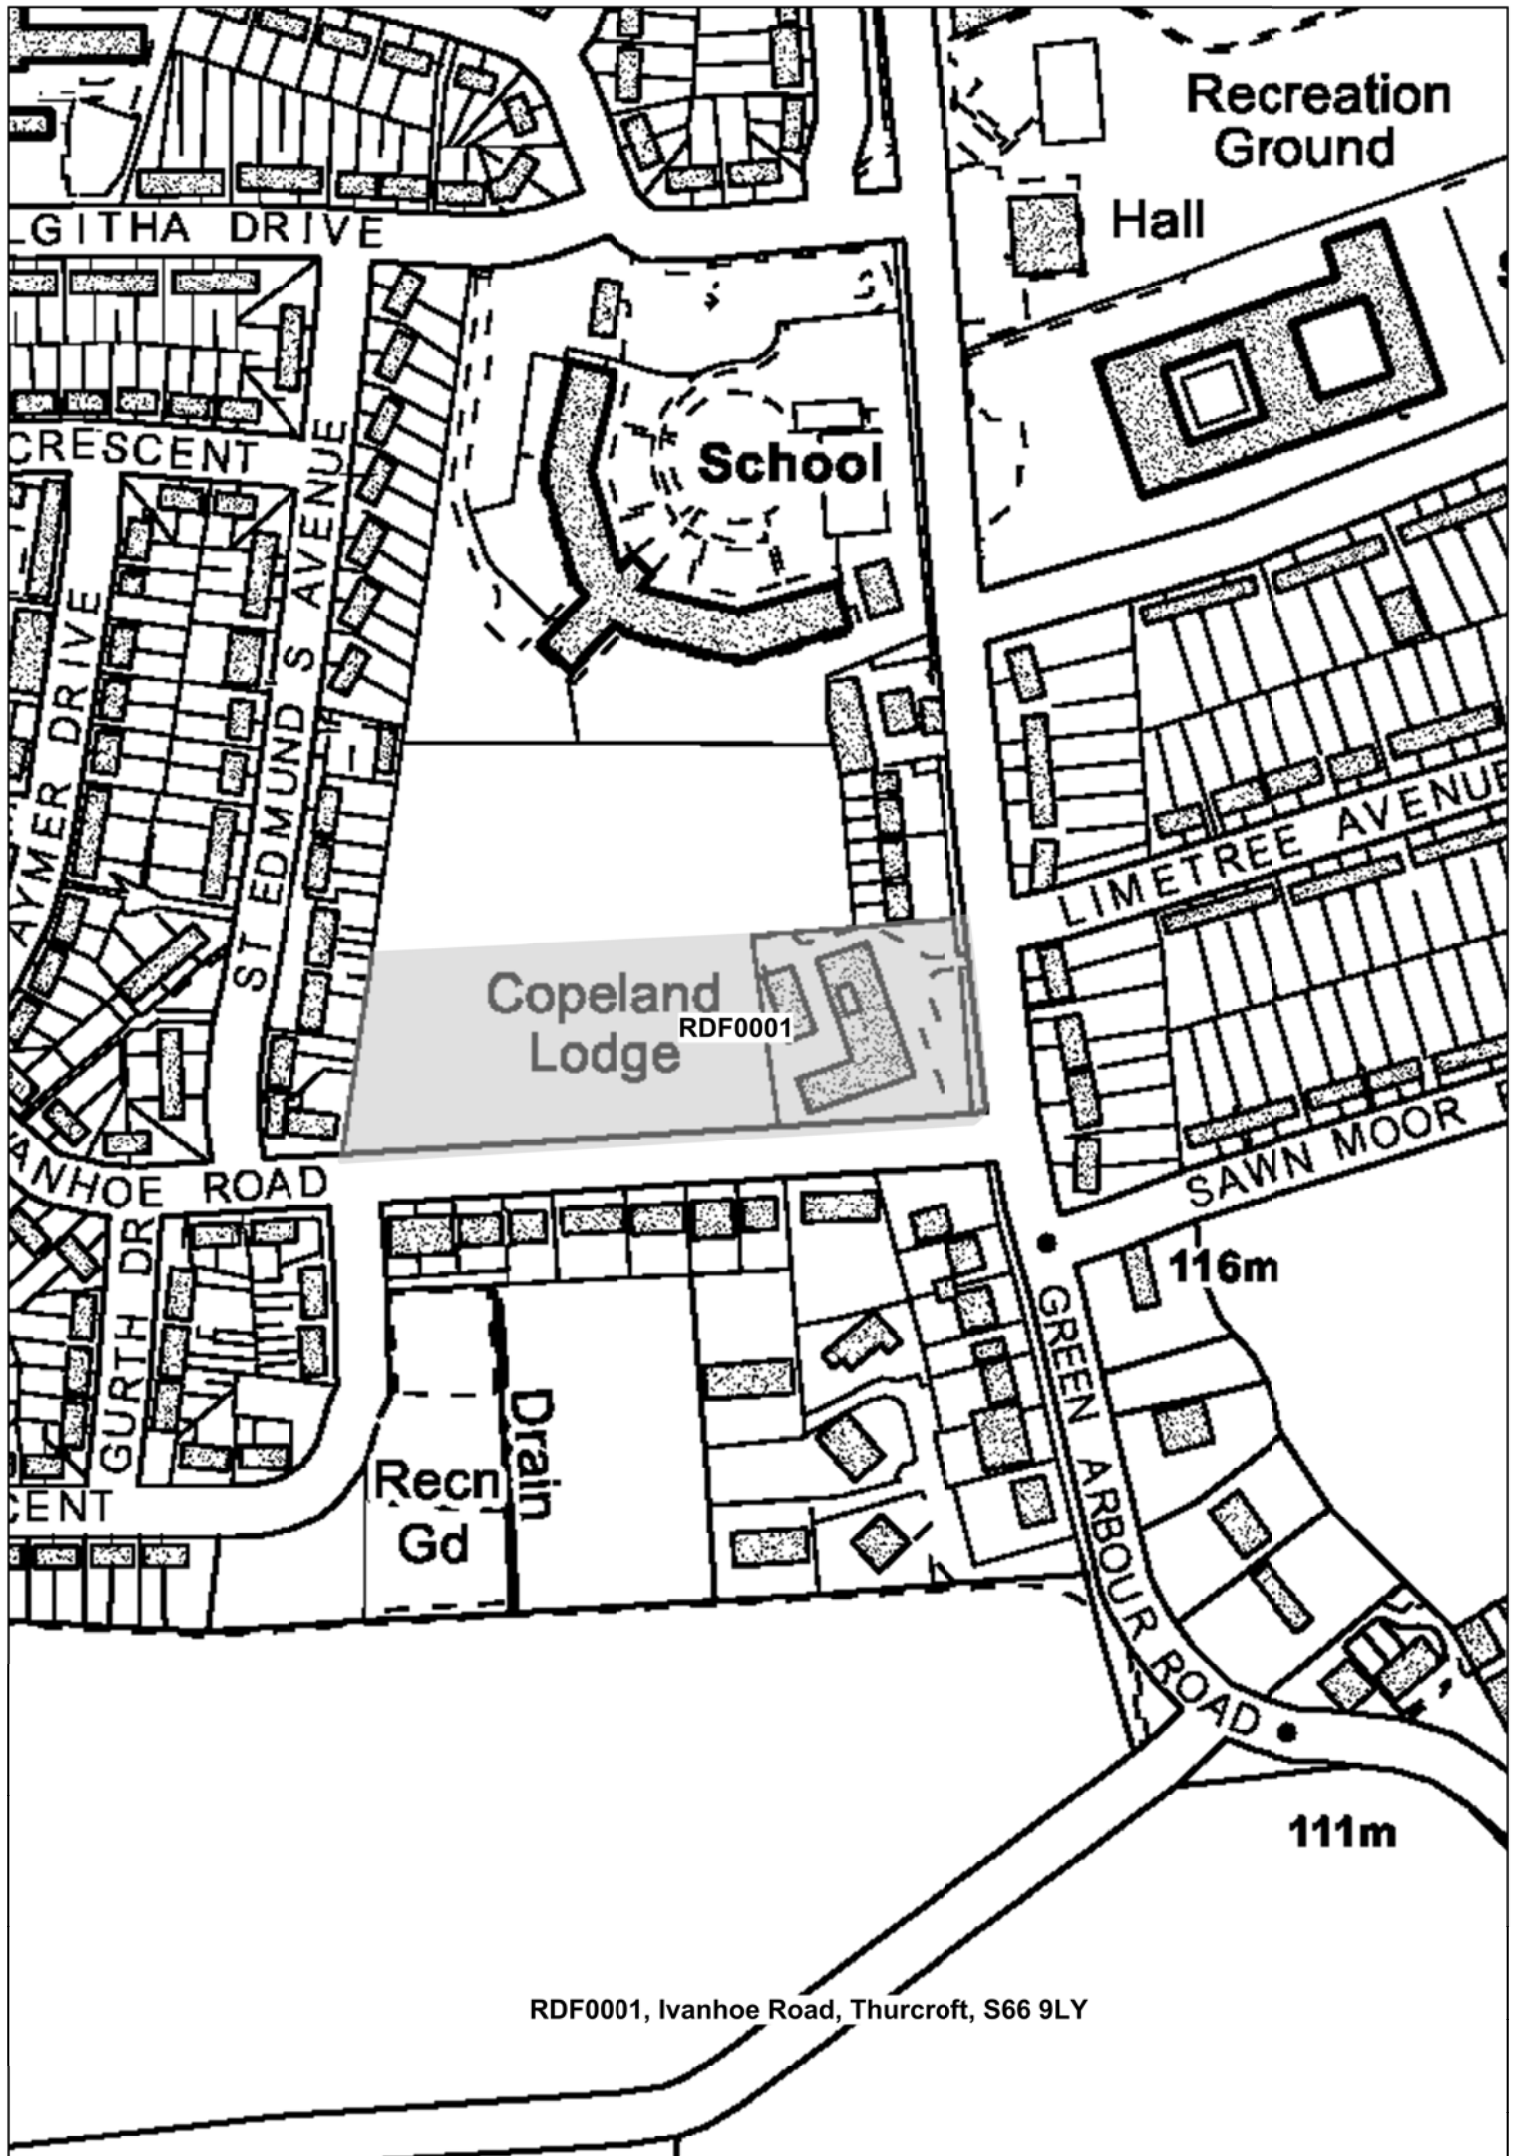 Recreation
Ground
LGITHA DRIVE
Hall
CRESCENT
School
ST EDMUND S AVENUE
AYMER DRIVE
LIMETREE AVENUE
Copeland
Lodge
RDF0001
SAWN MOOR
VANHOE ROAD
116m
GURTH DR
GREEN ARBOUR ROAD
Drain
Recn
Gd
CENT
111m
RDF0001, Ivanhoe Road, Thurcroft, S66 9LY